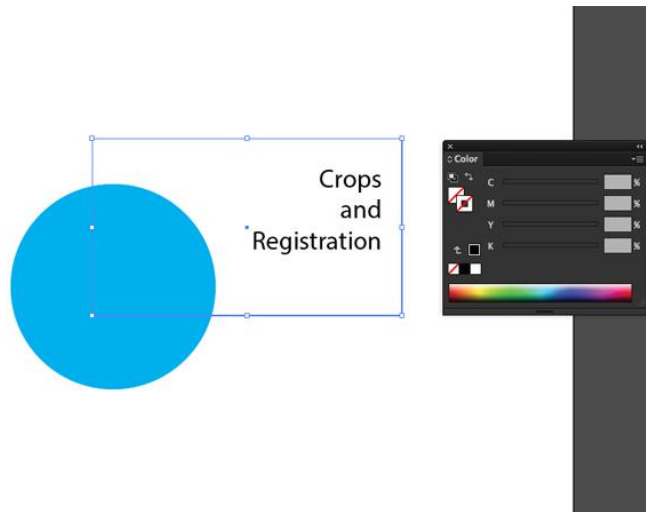 Crops
and
Registration
Color
C %
M %
Y %
K %